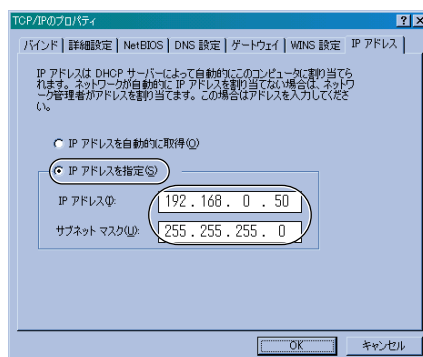 TCP/IPのプロパティ
バインド 詳細設定 NetBIOS DNS 設定 ゲートウェイ WINS 設定 IP アドレス
IP アドレスは DHCP サーバーによって自動的にこのコンピュータに割り当てら
れます。ネットワークが自動的に IP アドレスを割り当てない場合は、ネットワ
ーク管理者がアドレスを割り当てます。この場合はアドレスを入力してくださ
い。
IP アドレスを自動的に取得(O)
IP アドレスを指定(S)
IP アドレス(I): 192 . 168 . 0 . 50
サブネット マスク(U): 255 . 255 . 255 . 0
OK キャンセル